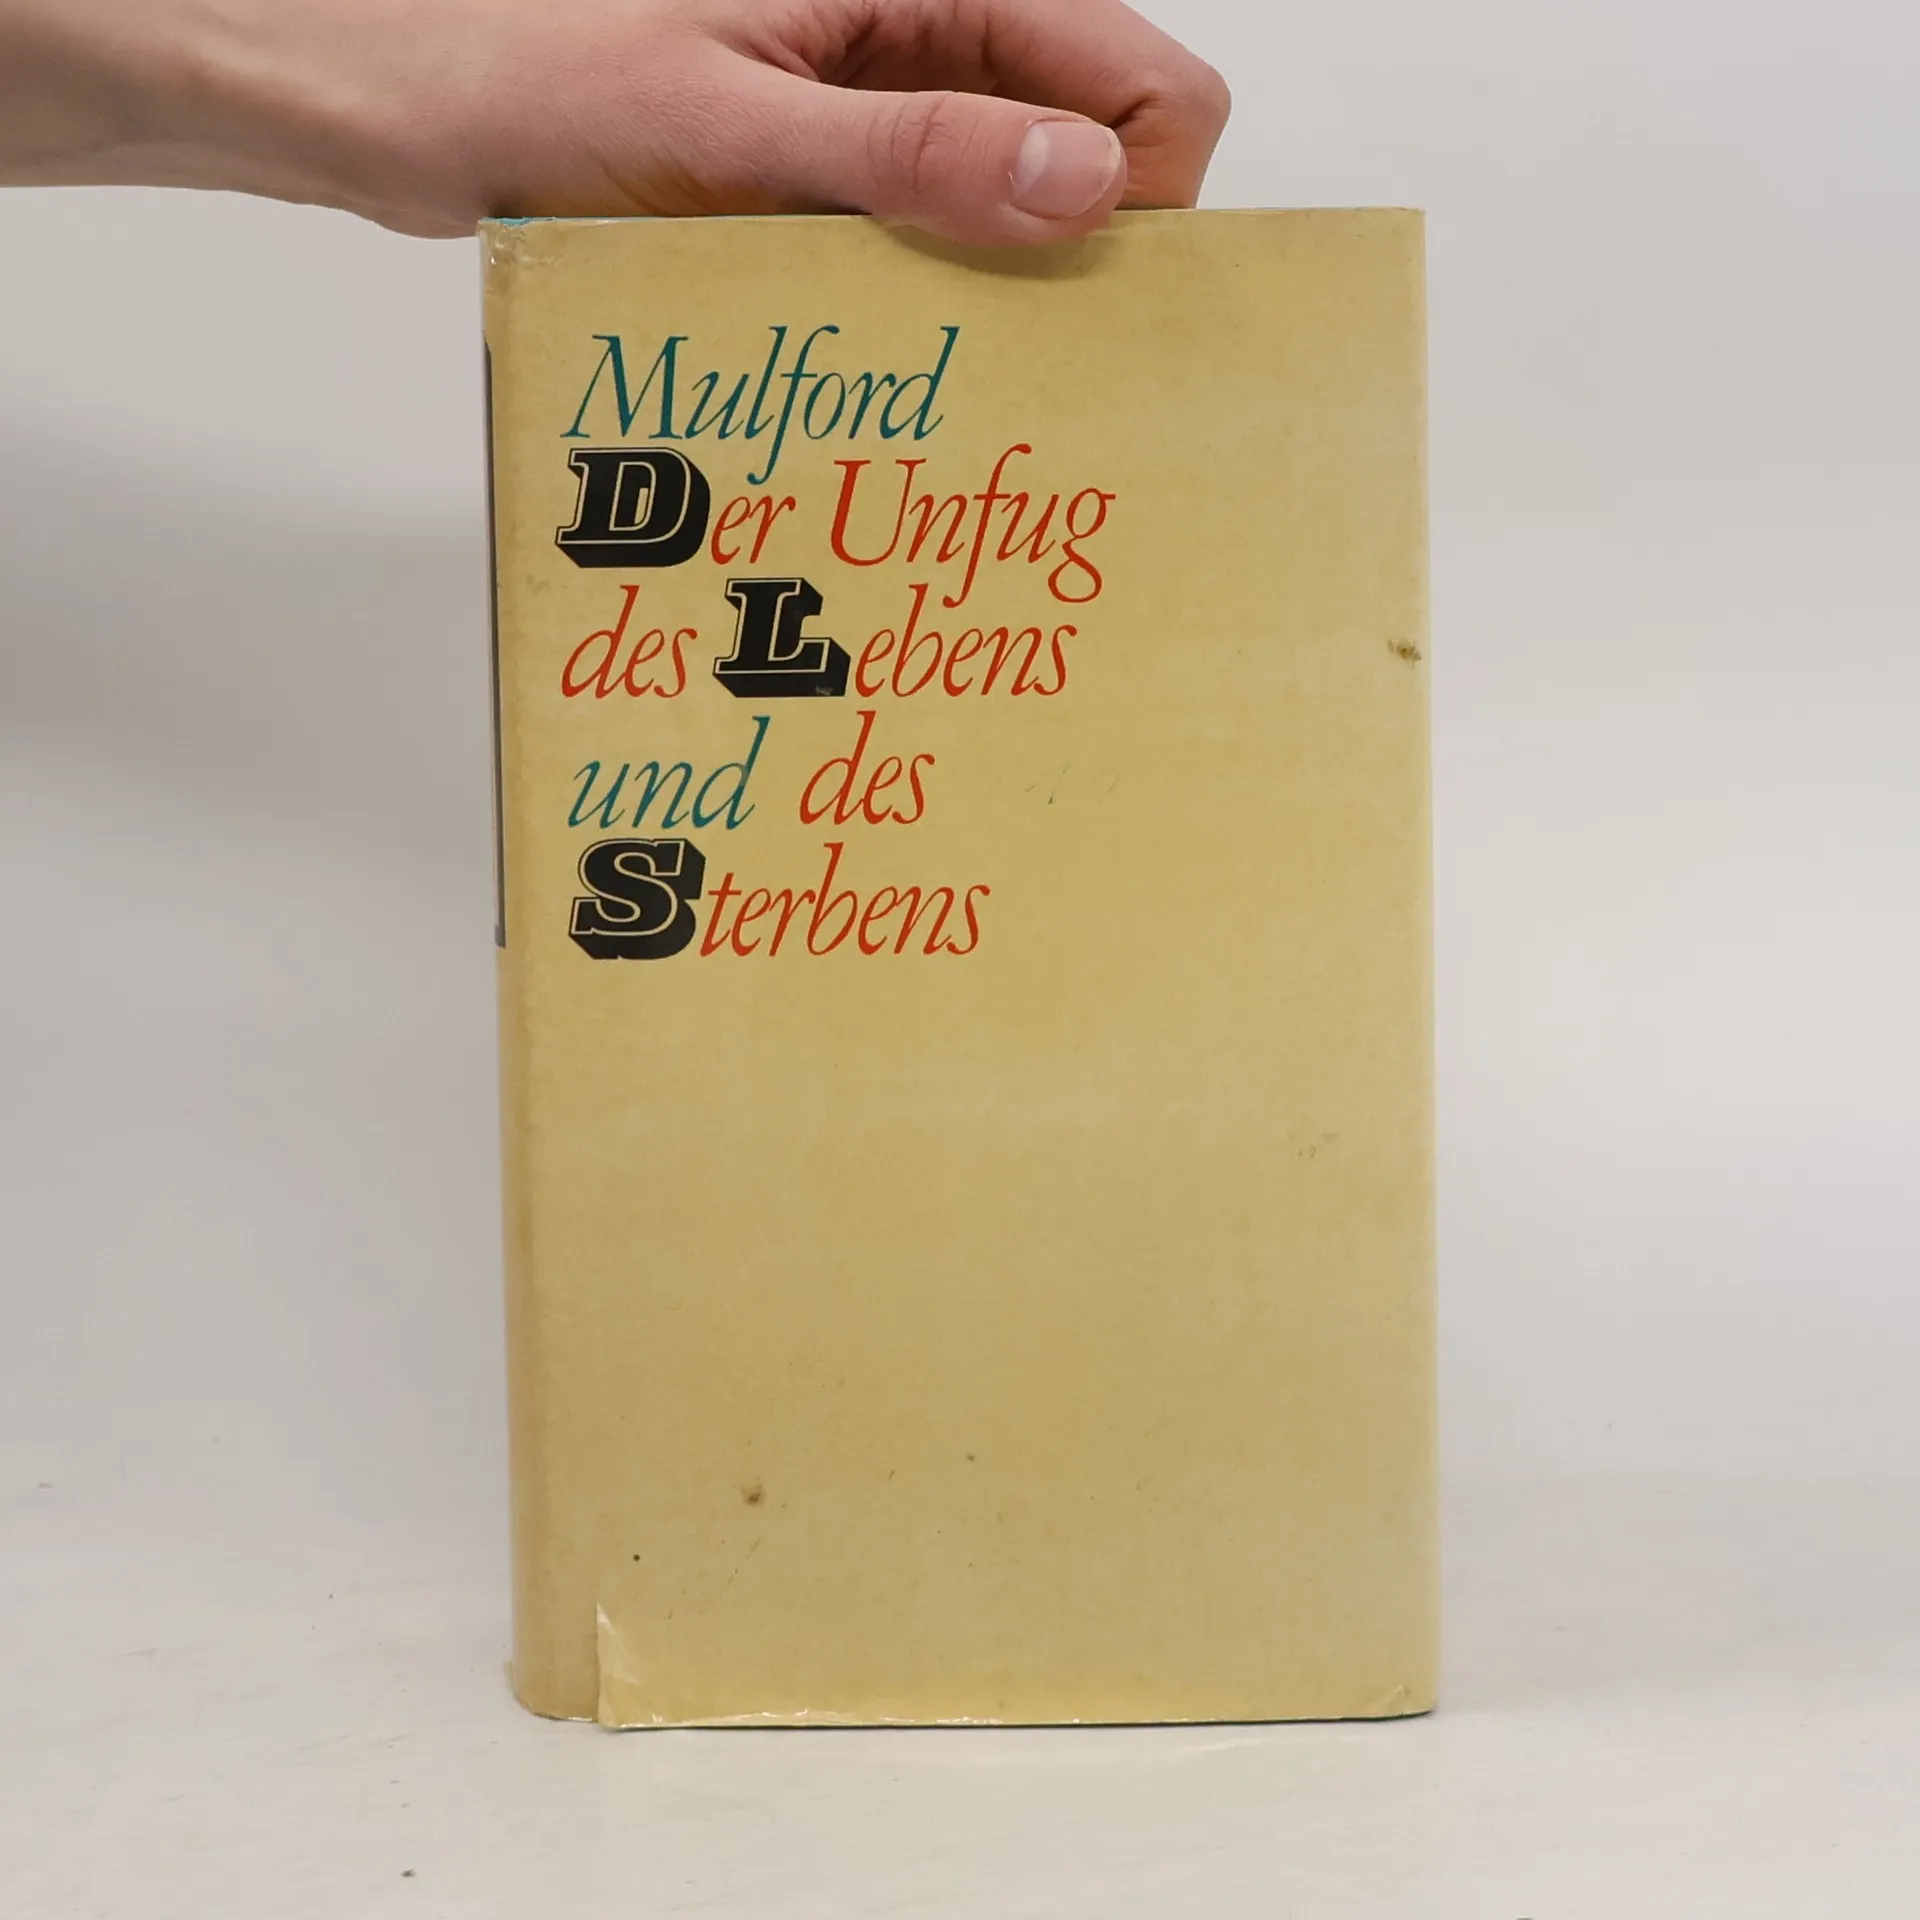 Mulford
Der Unfug
des Lebens
und des
Sterbens